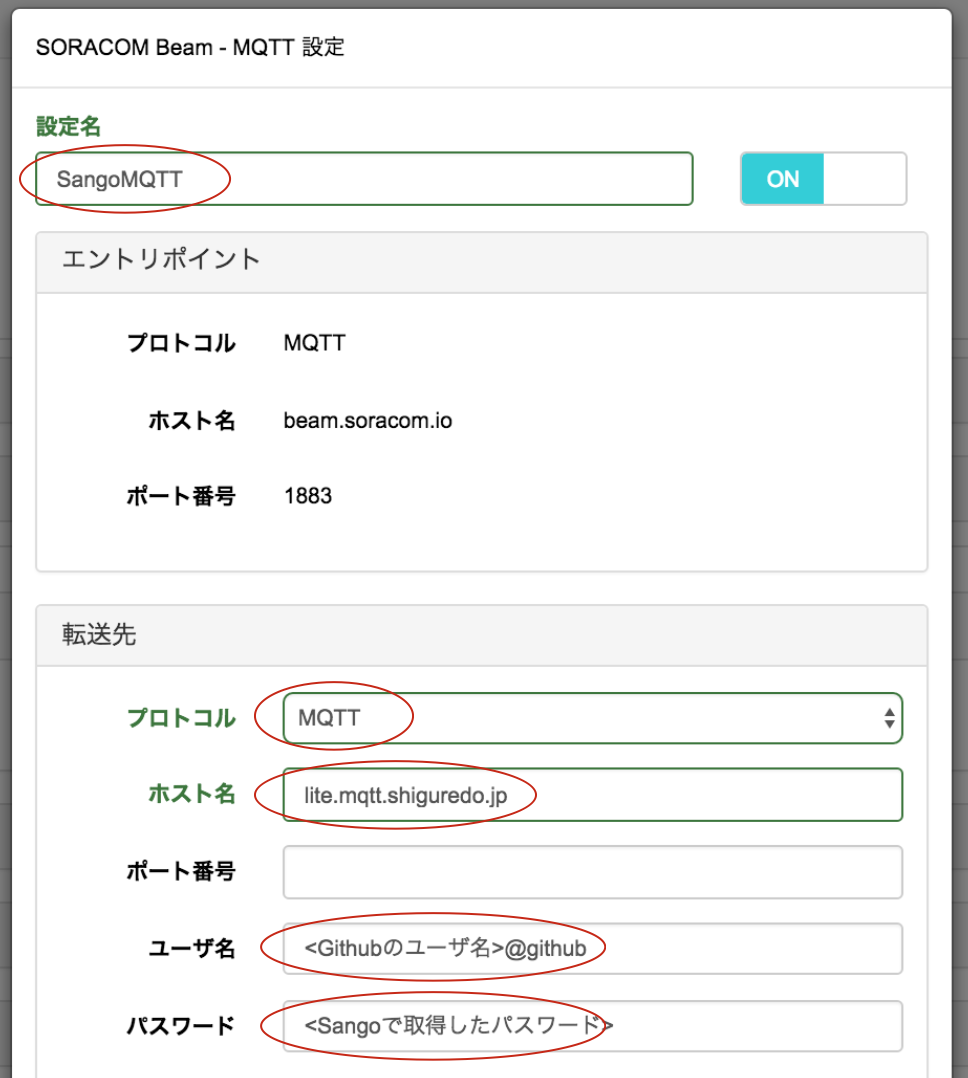 SORACOM Beam - MQTT 設定
設定名
SangoMQTT
ON
エントリポイント
プロトコル MQTT
ホスト名 beam.soracom.io
ポート番号 1883
転送先
プロトコル MQTT
ホスト名 lite.mqtt.shiguredo.jp
ポート番号
ユーザ名 <Githubのユーザ名>@github
パスワード <Sangoで取得したパスワード>